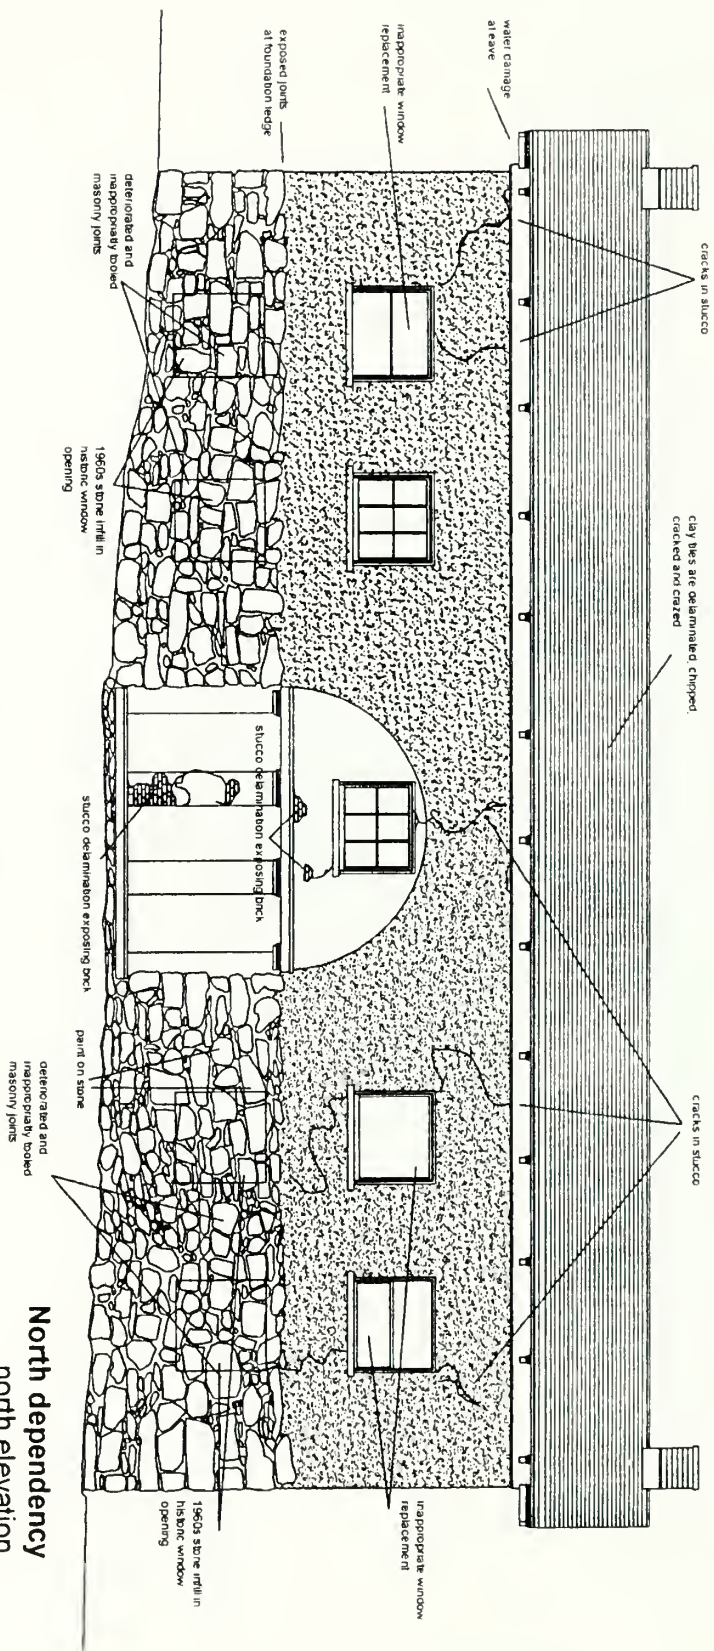 water damage
at eave
inappropriate window
replacement
exposed joints
at foundation ledge
deteriorated and
inappropriatly tooled
masonry joints
cracks in stucco
1960s stone infill in
historic window
opening
clay tiles are delaminated, chipped,
cracked and crazed
stucco delamination exposing brick
stucco delamination exposing brick
paint on stone
deteriorated and
inappropriatly tooled
masonry joints
cracks in stucco
inappropriate window
replacement
1960s stone infill in
historic window
opening
North dependency
north elevation